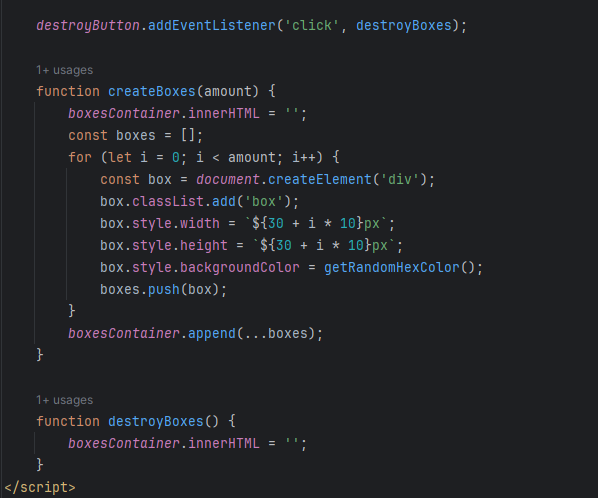 destroyButton.addEventListener('click', destroyBoxes);
1+ usages
function createBoxes(amount) {
boxesContainer.innerHTML = '';
const boxes = [];
for (let i = 0; i < amount; i++) {
const box = document.createElement('div');
box.classList.add('box');
box.style.width = `${30 + i * 10}px`;
box.style.height = `${30 + i * 10}px`;
box.style.backgroundColor = getRandomHexColor();
boxes.push(box);
}
boxesContainer.append(...boxes);
}
1+ usages
function destroyBoxes() {
boxesContainer.innerHTML = '';
}
</script>